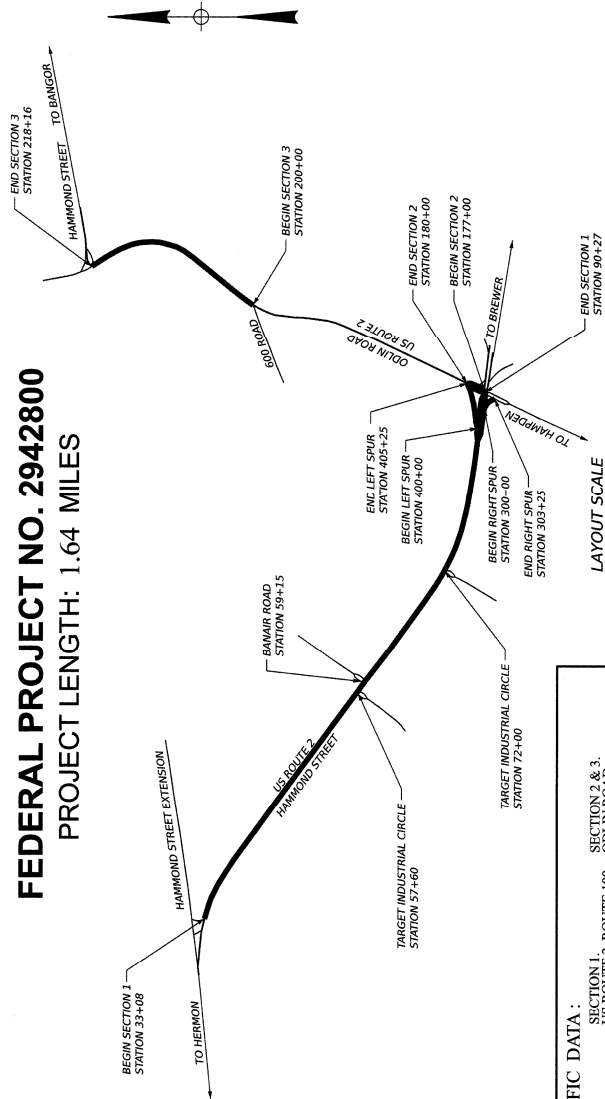 FEDERAL PROJECT NO. 2942800
PROJECT LENGTH: 1.64 MILES
BEGIN SECTION 1
STATION 33+08
TO HERMON
HAMMOND STREET EXTENSION
US ROUTE 2
HAMMOND STREET
TARGET INDUSTRIAL CIRCLE
STATION 57+60
BANAIR ROAD
STATION 59+15
TARGET INDUSTRIAL CIRCLE
STATION 72+00
END LEFT SPUR
STATION 405+25
BEGIN LEFT SPUR
STATION 400+00
BEGIN RIGHT SPUR
STATION 300+00
END RIGHT SPUR
STATION 303+25
TO HAMPDEN
ODLIN ROAD
US ROUTE 2
600 ROAD
END SECTION 2
STATION 180+00
BEGIN SECTION 2
STATION 177+00
TO BREWER
END SECTION 1
STATION 90+27
BEGIN SECTION 3
STATION 200+00
END SECTION 3
STATION 218+16
HAMMOND STREET
TO BANGOR
LAYOUT SCALE
FIC DATA :
SECTION 1. SECTION 2 & 3.